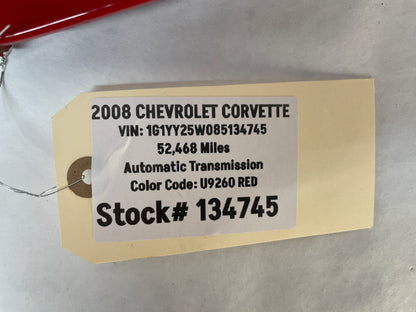 2008 CHEVROLET CORVETTE
VIN: 1G1YY25W085134745
52,468 Miles
Automatic Transmission
Color Code: U9260 RED
Stock# 134745